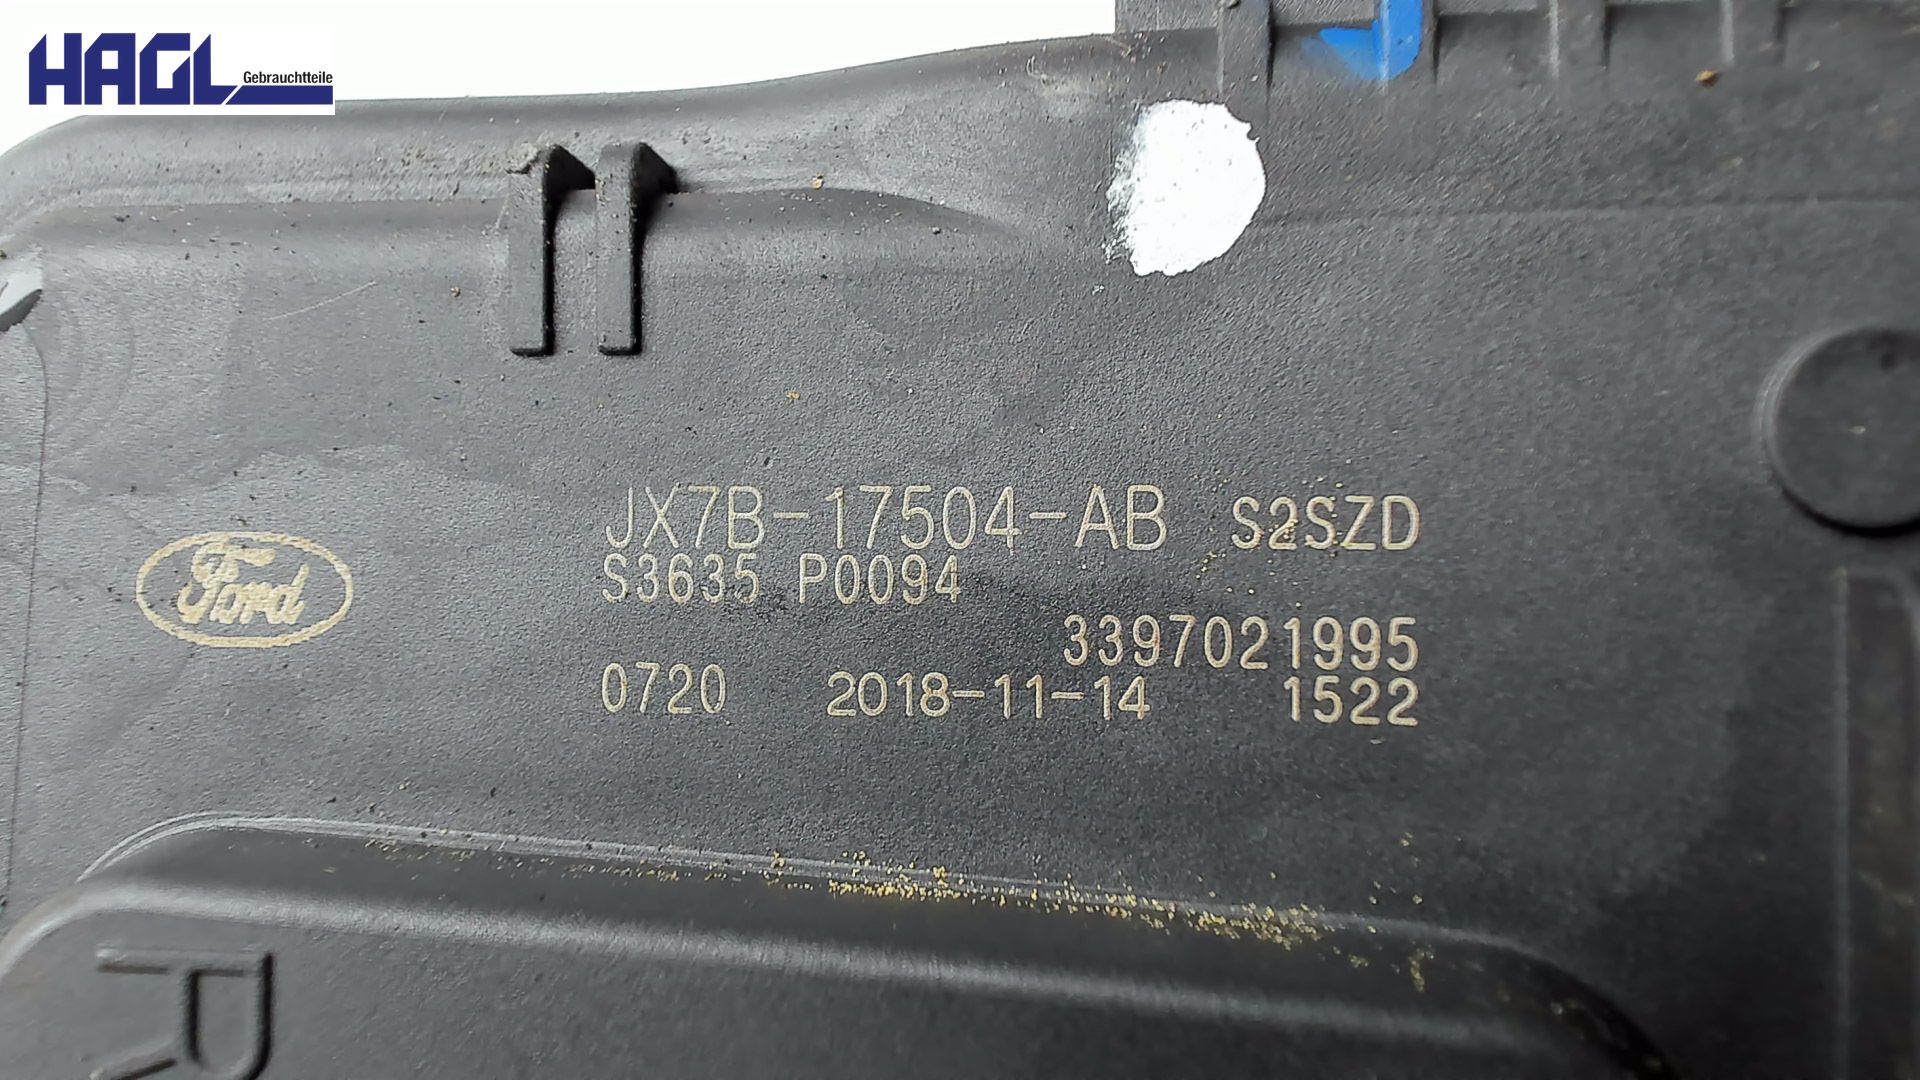 HAGL Gebrauchtteile
JX7B-17504-AB S2SZD
Ford
S3635 P0094
3397021995
0720 2018-11-14 1522
R